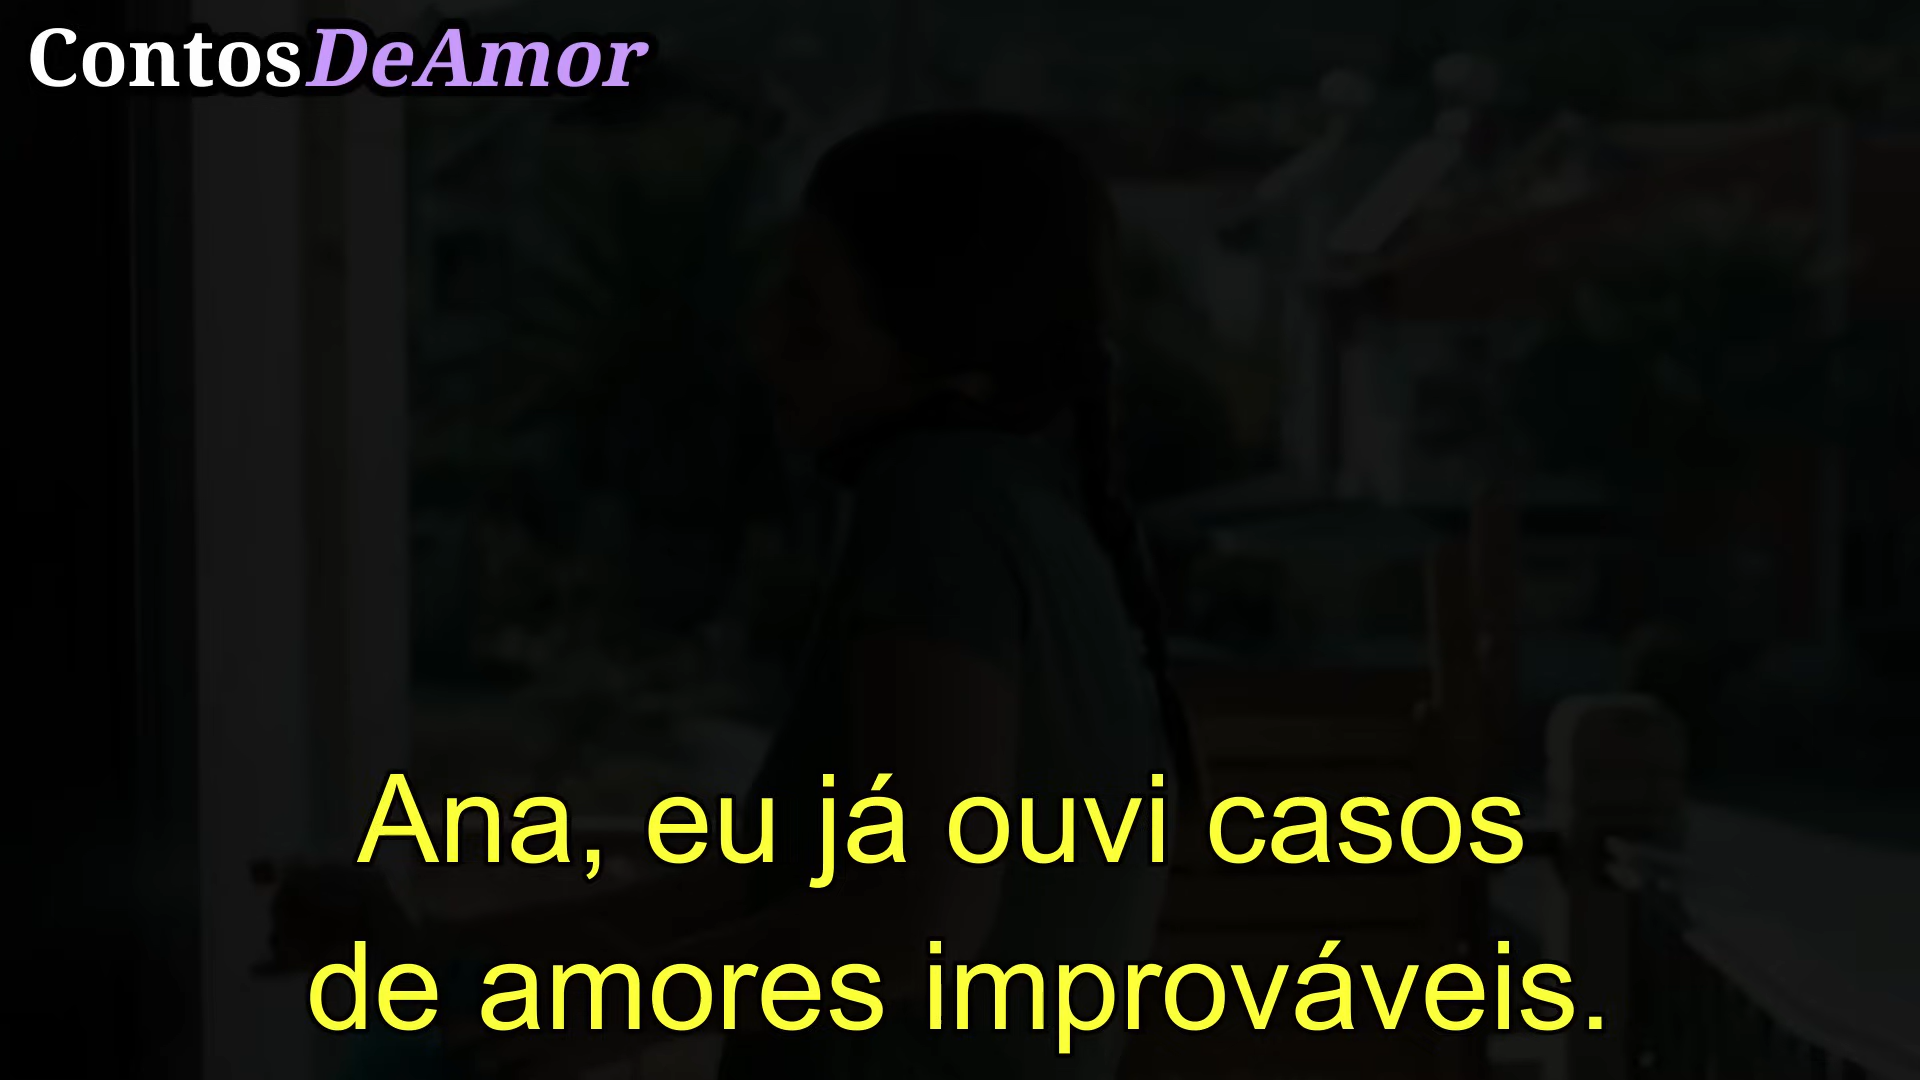 ContosDeAmor
Ana, eu já ouvi casos
de amores improváveis.